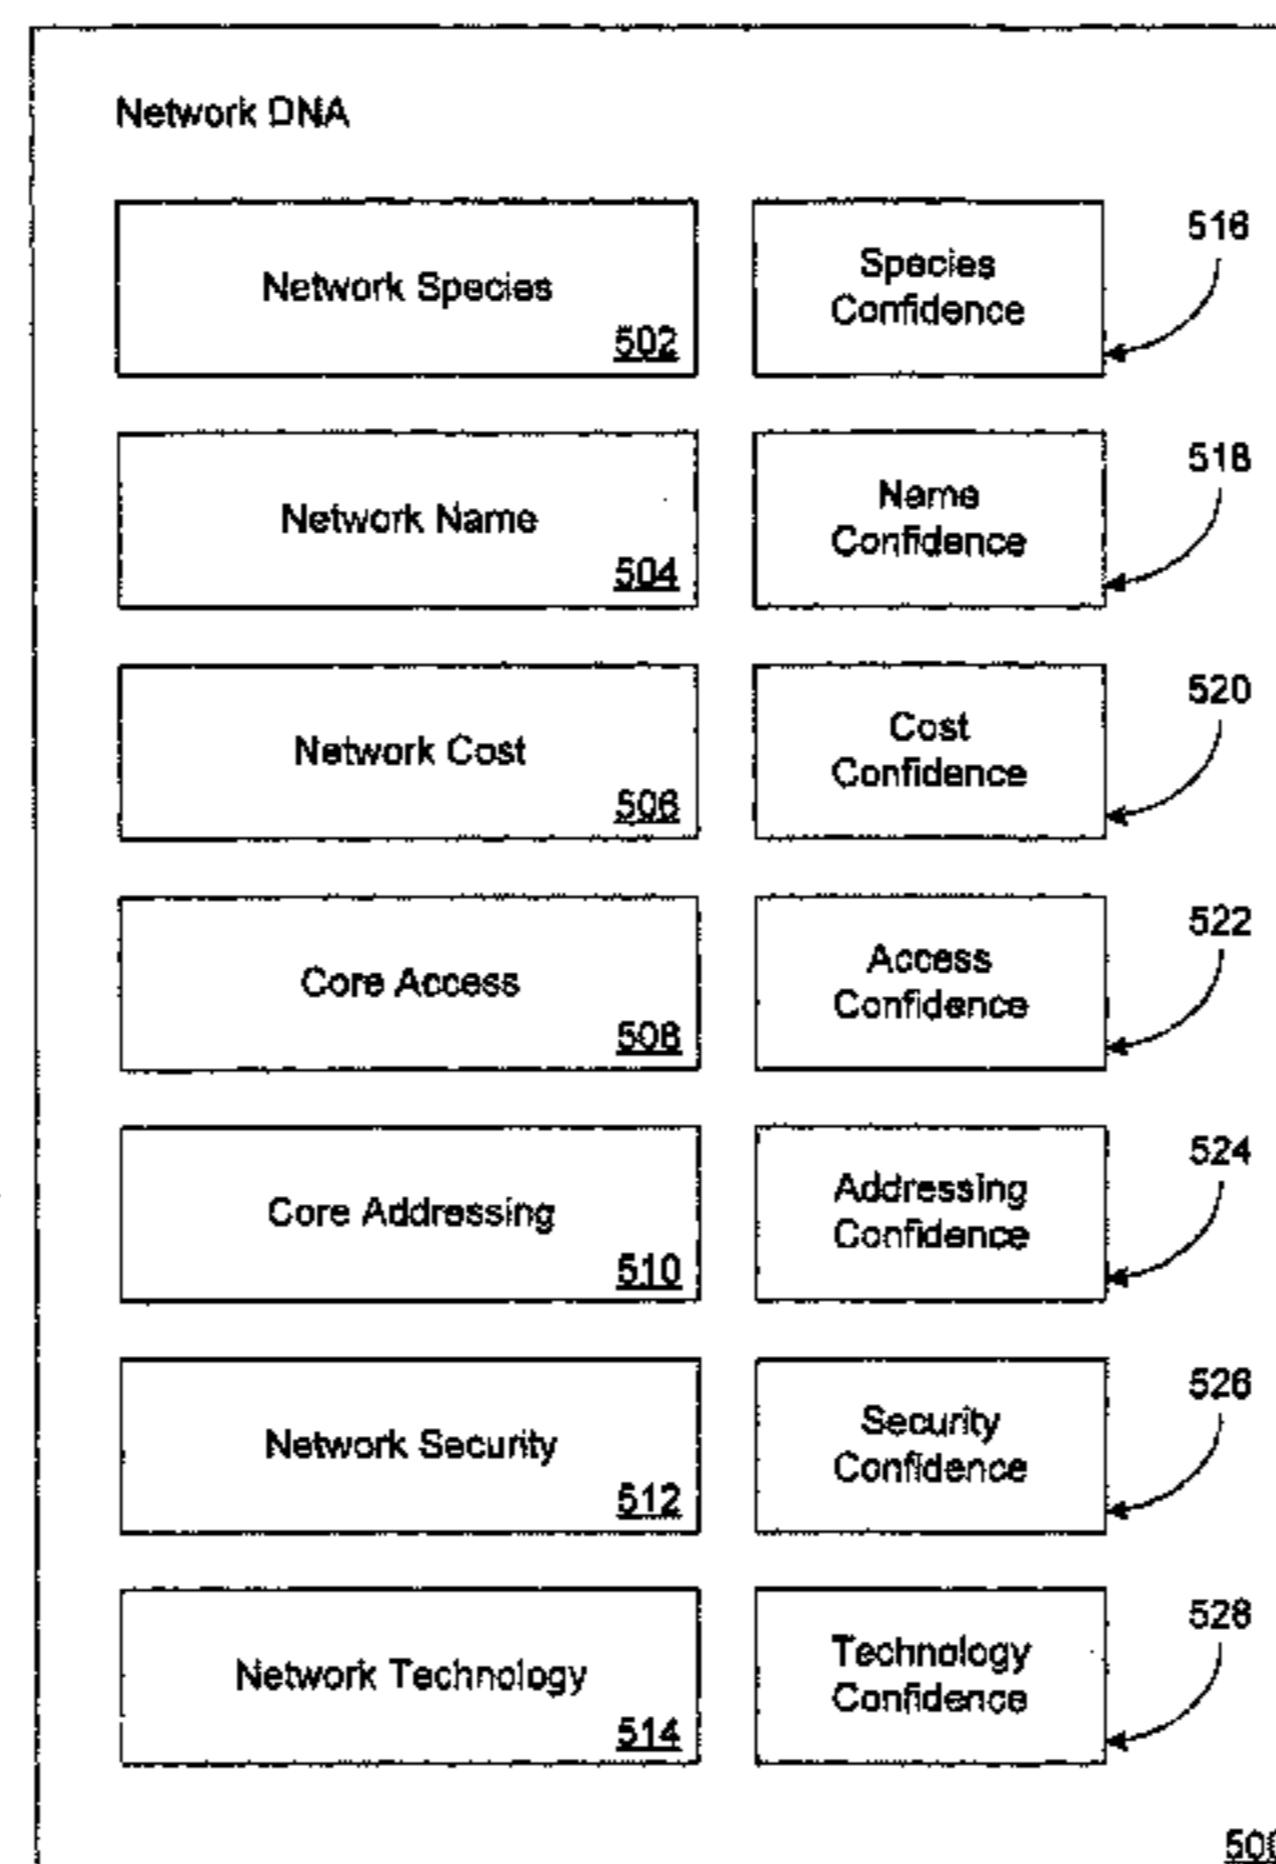 Network DNA
Network Species
502
Species
Confidence
516
Network Name
504
Name
Confidence
518
Network Cost
506
Cost
Confidence
520
Core Access
508
Access
Confidence
522
Core Addressing
510
Addressing
Confidence
524
Network Security
512
Security
Confidence
526
Network Technology
514
Technology
Confidence
528
500